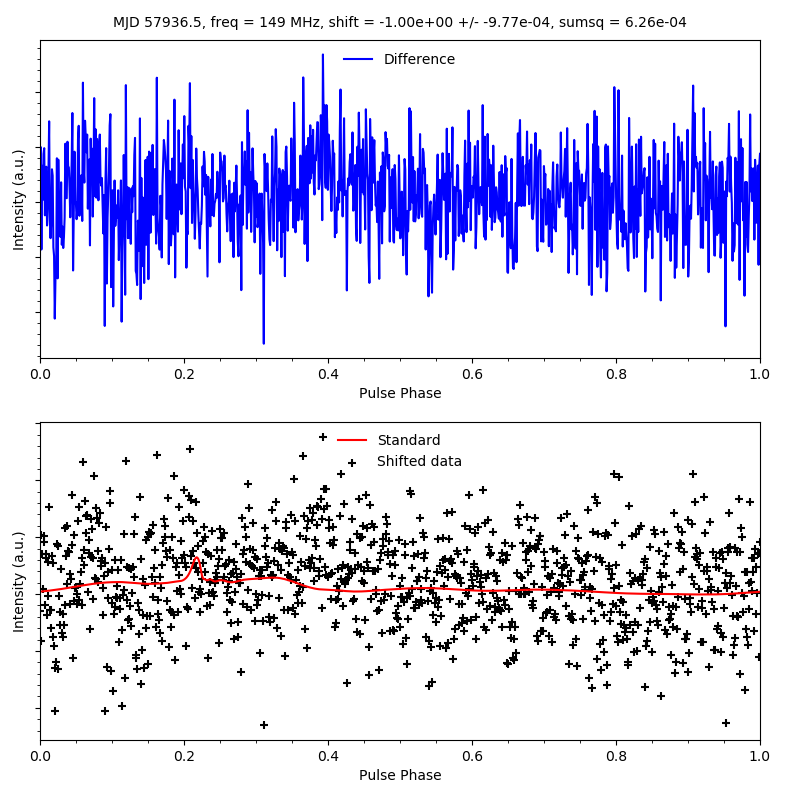 MJD 57936.5, freq = 149 MHz, shift = -1.00e+00 +/- -9.77e-04, sumsq = 6.26e-04
Difference
Intensity (a.u.)
0.0 0.2 0.4 0.6 0.8 1.0
Pulse Phase
Standard
Shifted data
Intensity (a.u.)
0.0 0.2 0.4 0.6 0.8 1.0
Pulse Phase